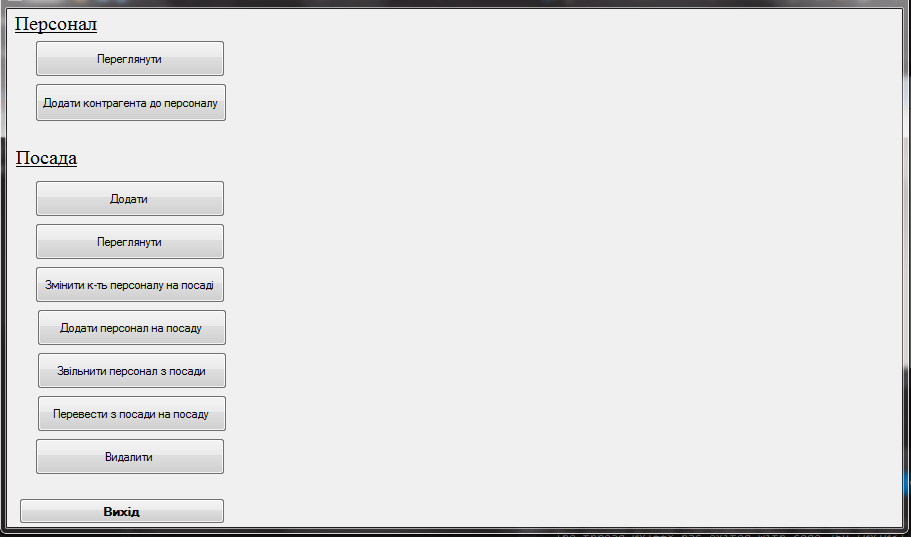 Персонал
Переглянути
Додати контрагента до персоналу
Посада
Додати
Переглянути
Змінити к-ть персоналу на посаді
Додати персонал на посаду
Звільнити персонал з посади
Перевести з посади на посаду
Видалити
Вихід